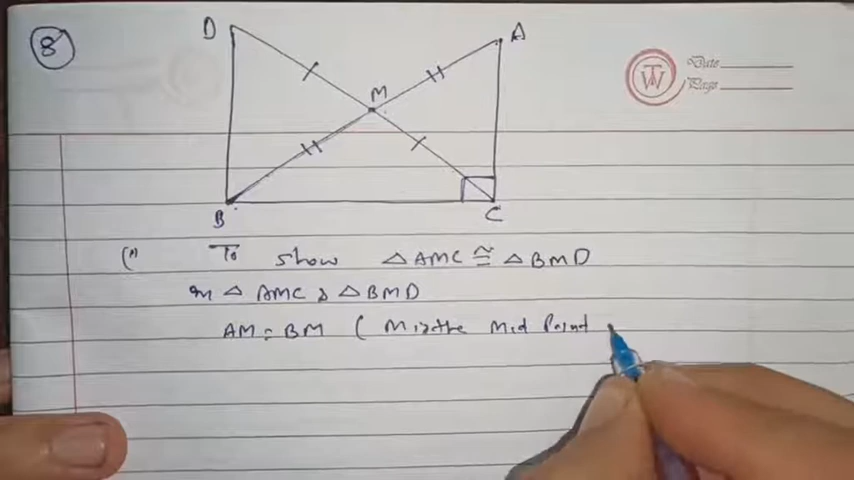 8
D
A
M
B
C
Date
Page
(i) To show △AMC ≅ △BMD
In △ AMC & △BMD
AM = BM ( M is the Mid Point